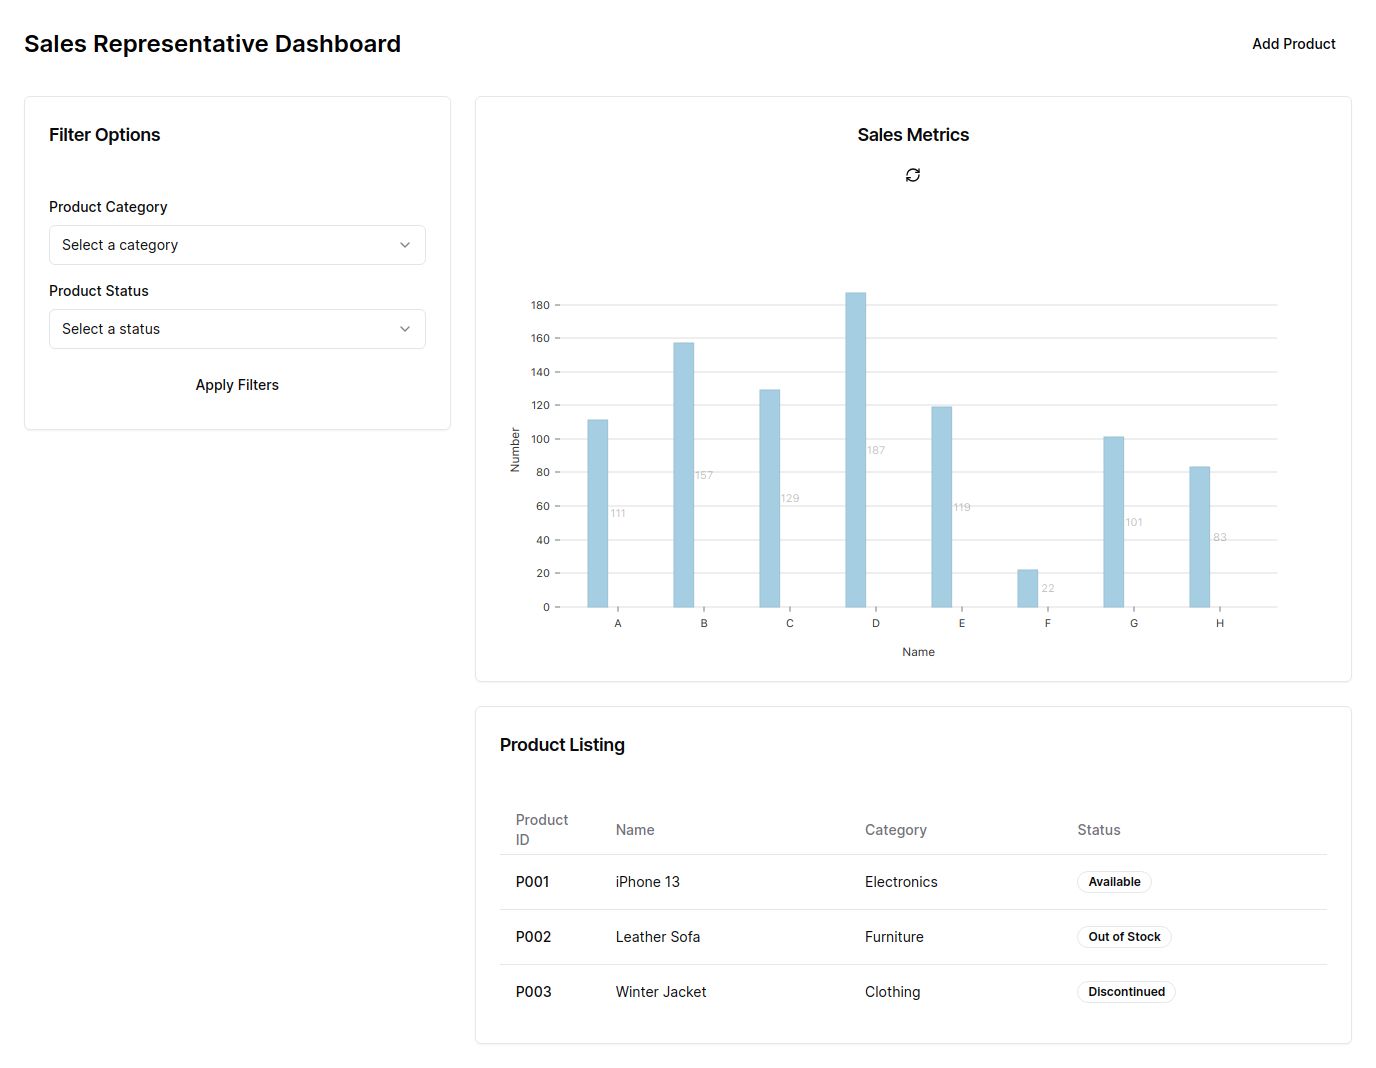 Sales Representative Dashboard
Add Product
Filter Options
Product Category
Select a category
Product Status
Select a status
Apply Filters
Sales Metrics
180
160
140
120
100
80
60
40
20
0
Number
111
157
129
187
119
22
101
83
A B C D E F G H
Name
Product Listing
Product
ID
Name Category Status
P001 iPhone 13 Electronics Available
P002 Leather Sofa Furniture Out of Stock
P003 Winter Jacket Clothing Discontinued